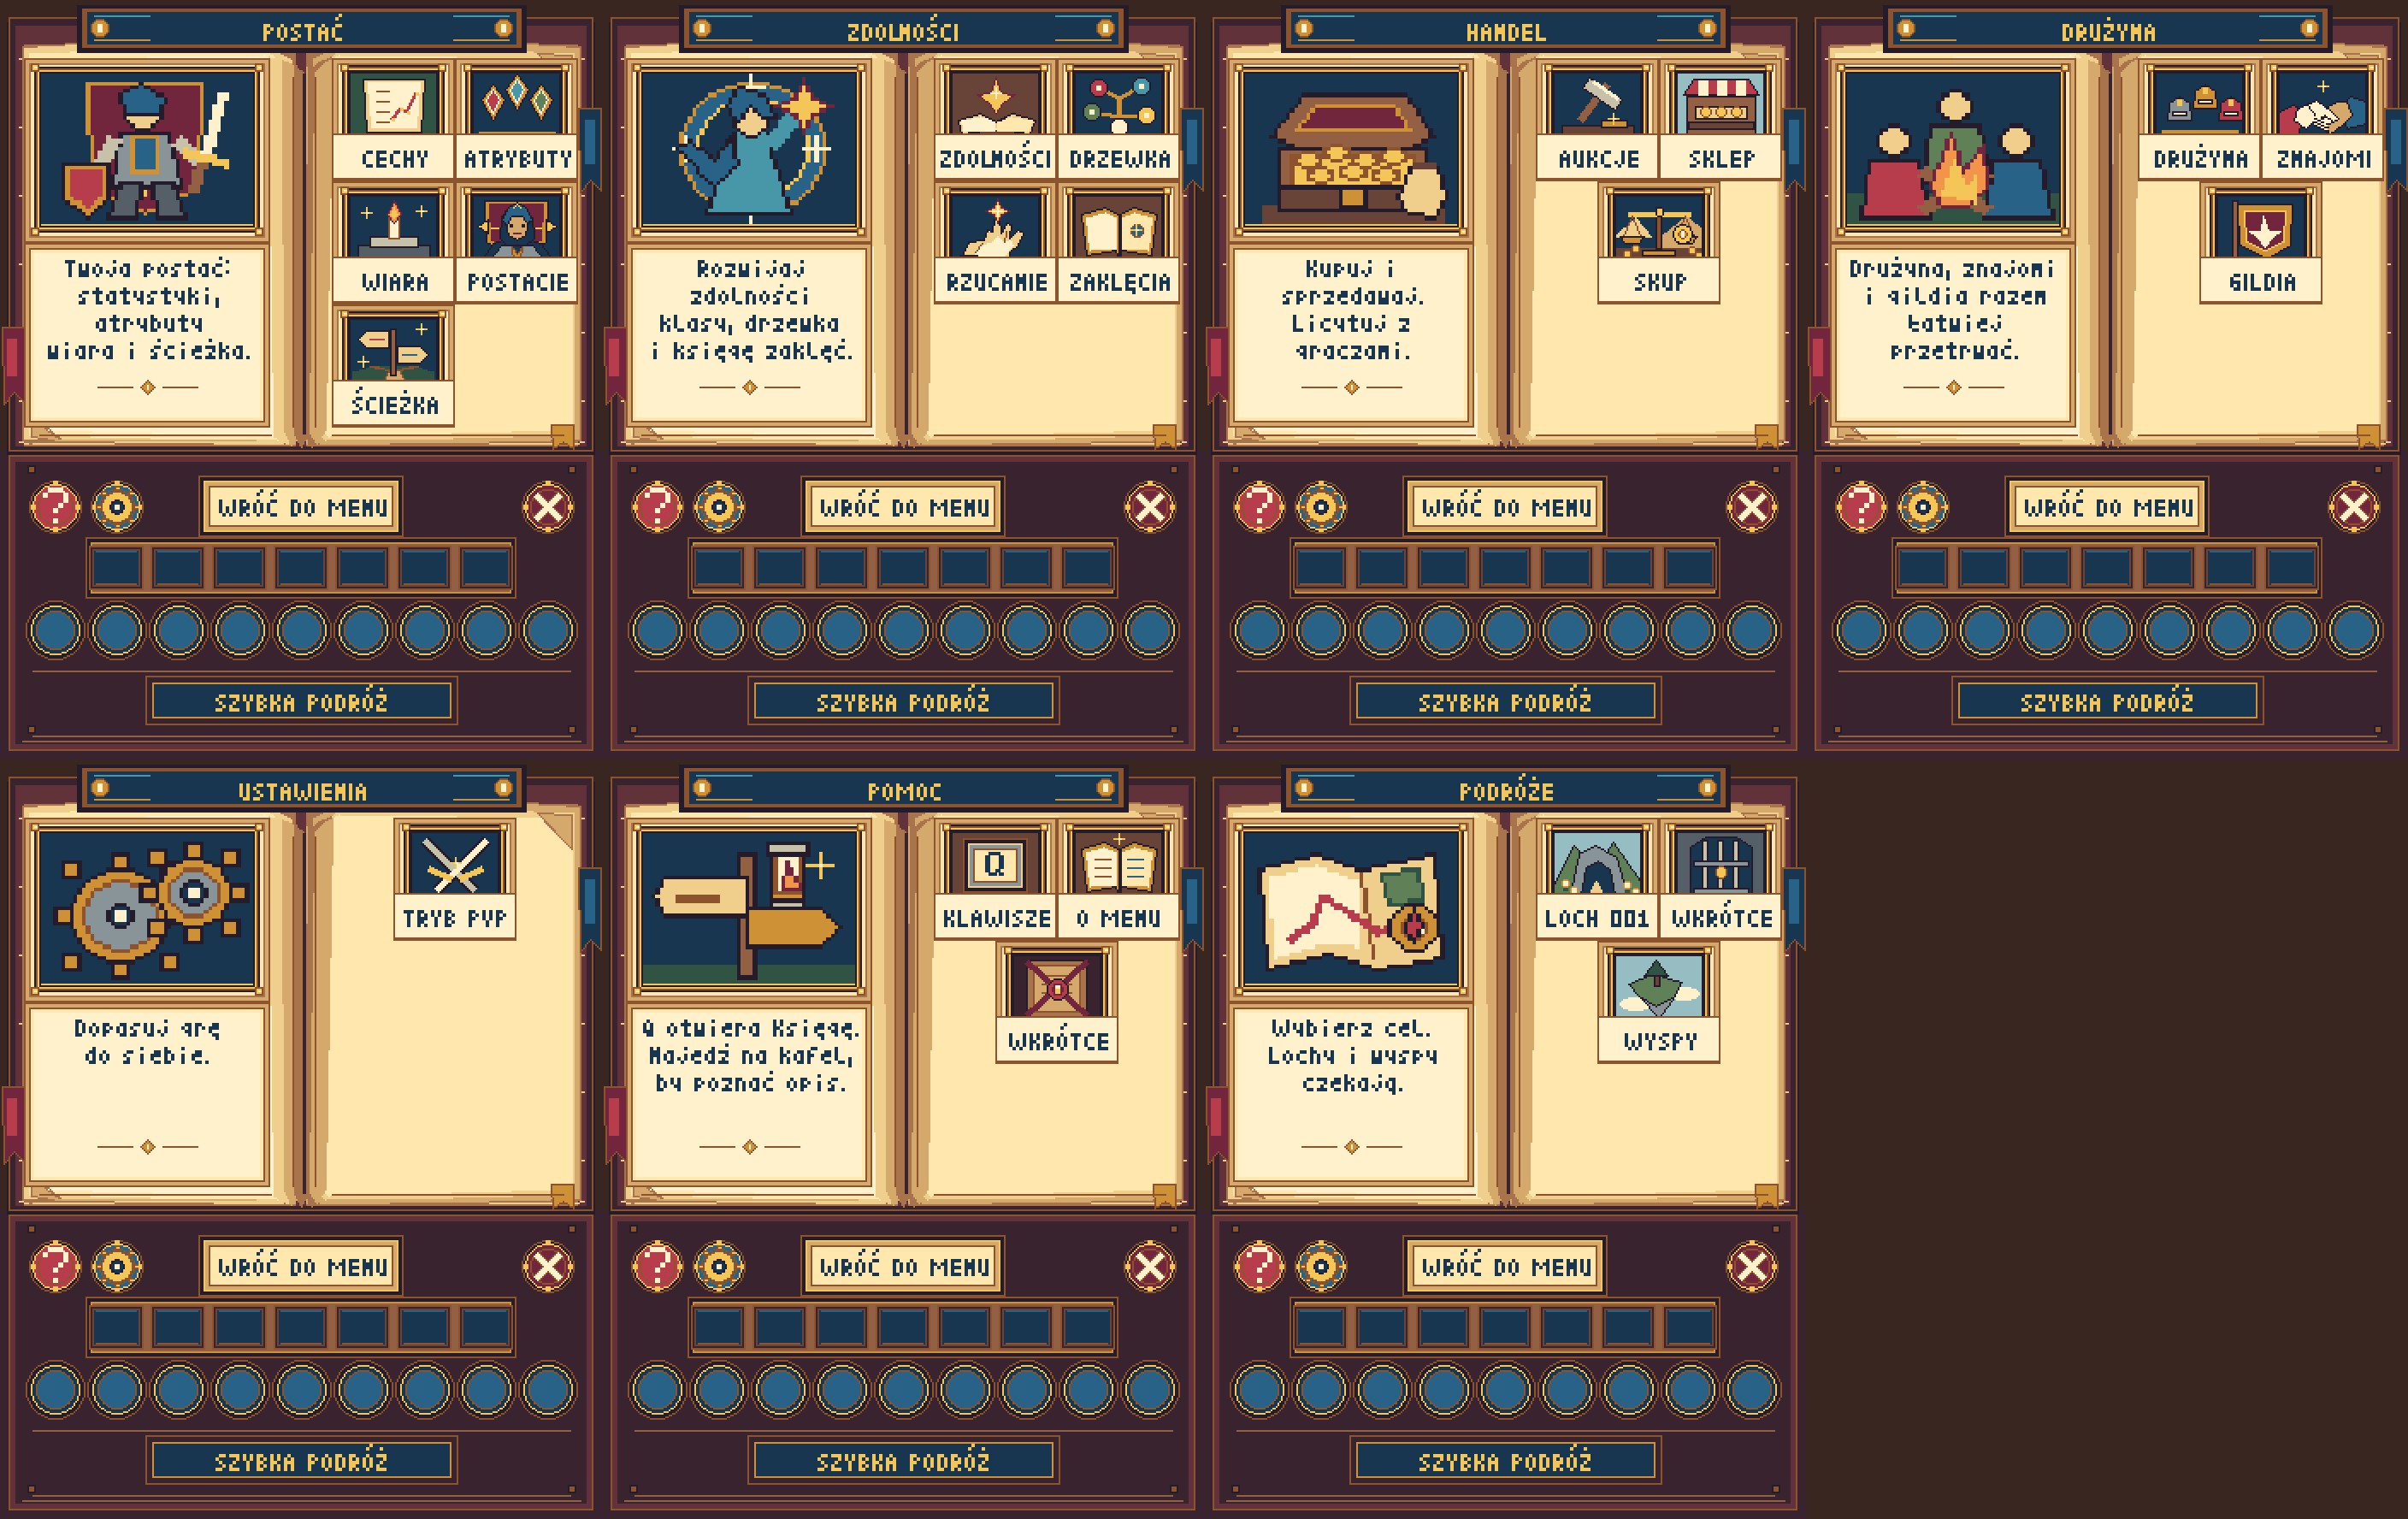 POSTAĆ
CECHY
ATRYBUTY
WIARA
POSTACIE
ŚCIEŻKA
Twoja postać:
statystyki,
atrybuty
wiara i ścieżka.
WRÓĆ DO MENU
SZYBKA PODRÓŻ
ZDOLNOŚCI
ZDOLNOŚCI
DRZEWKA
RZUCANIE
ZAKLĘCIA
Rozwijaj
zdolności
klasy, drzewka
i księgę zaklęć.
WRÓĆ DO MENU
SZYBKA PODRÓŻ
HANDEL
AUKCJE
SKLEP
SKUP
Kupuj i
sprzedawaj.
Licytuj z
graczami.
WRÓĆ DO MENU
SZYBKA PODRÓŻ
DRUŻYNA
DRUŻYNA
ZNAJOMI
GILDIA
Drużyna, znajomi
i gildia razem
łatwiej
przetrwać.
WRÓĆ DO MENU
SZYBKA PODRÓŻ
USTAWIENIA
TRYB PVP
Dopasuj grę
do siebie.
WRÓĆ DO MENU
SZYBKA PODRÓŻ
POMOC
Q
KLAWISZE
O MENU
WKRÓTCE
Q otwiera Księgę.
Najedź na kafel,
by poznać opis.
WRÓĆ DO MENU
SZYBKA PODRÓŻ
PODRÓŻE
LOCH 001
WKRÓTCE
WYSPY
Wybierz cel.
Lochy i wyspy
czekają.
WRÓĆ DO MENU
SZYBKA PODRÓŻ